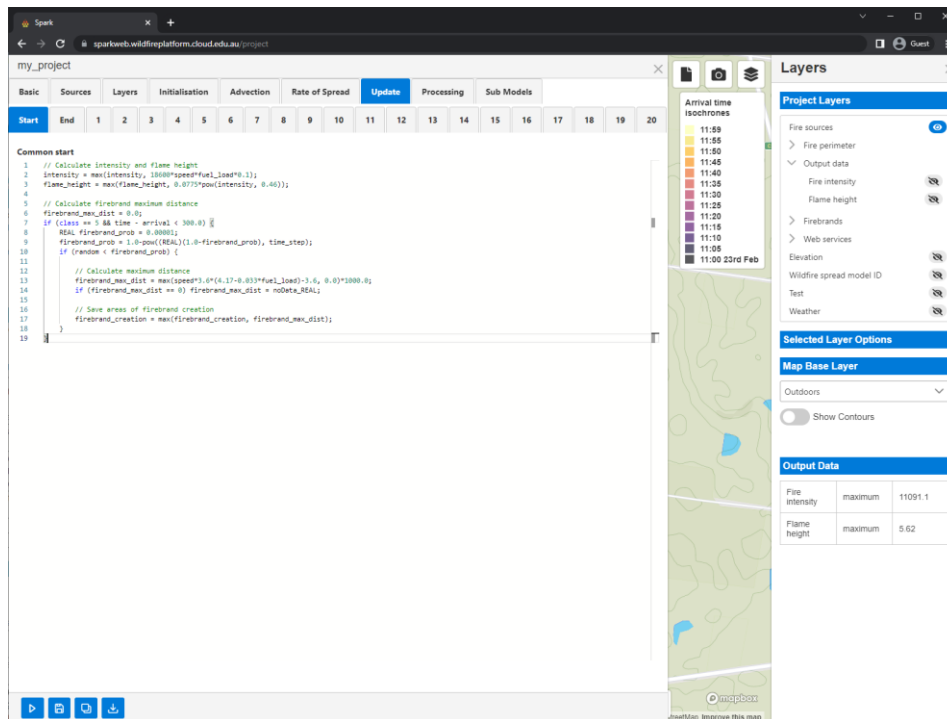 Spark
sparkweb.wildfireplatform.cloud.edu.au/project
Guest
my_project
Basic Sources Layers Initialisation Advection Rate of Spread Update Processing Sub Models
Start End 1 2 3 4 5 6 7 8 9 10 11 12 13 14 15 16 17 18 19 20
Common start
1 // Calculate intensity and flame height
2 intensity = max(intensity, 18600*speed*fuel_load*0.1);
3 flame_height = max(flame_height, 0.0775*pow(intensity, 0.46));
4
5 // Calculate firebrand maximum distance
6 firebrand_max_dist = 0.0;
7 if (class == 5 && time - arrival < 300.0) {
8 REAL firebrand_prob = 0.00001;
9 firebrand_prob = 1.0-pow((REAL)(1.0-firebrand_prob), time_step);
10 if (random < firebrand_prob) {
11
12 // Calculate maximum distance
13 firebrand_max_dist = max(speed*3.6*(4.17-0.033*fuel_load)-3.6, 0.0)*1000.0;
14 if (firebrand_max_dist == 0) firebrand_max_dist = noData_REAL;
15
16 // Save areas of firebrand creation
17 firebrand_creation = max(firebrand_creation, firebrand_max_dist);
18 }
19 }
Arrival time
isochrones
11:59
11:55
11:50
11:45
11:40
11:35
11:30
11:25
11:20
11:15
11:10
11:05
11:00 23rd Feb
mapbox
StreetMap Improve this map
Layers
Project Layers
Fire sources
Fire perimeter
Output data
Fire intensity
Flame height
Firebrands
Web services
Elevation
Wildfire spread model ID
Test
Weather
Selected Layer Options
Map Base Layer
Outdoors
Show Contours
Output Data
Fire intensity maximum 11091.1
Flame height maximum 5.62